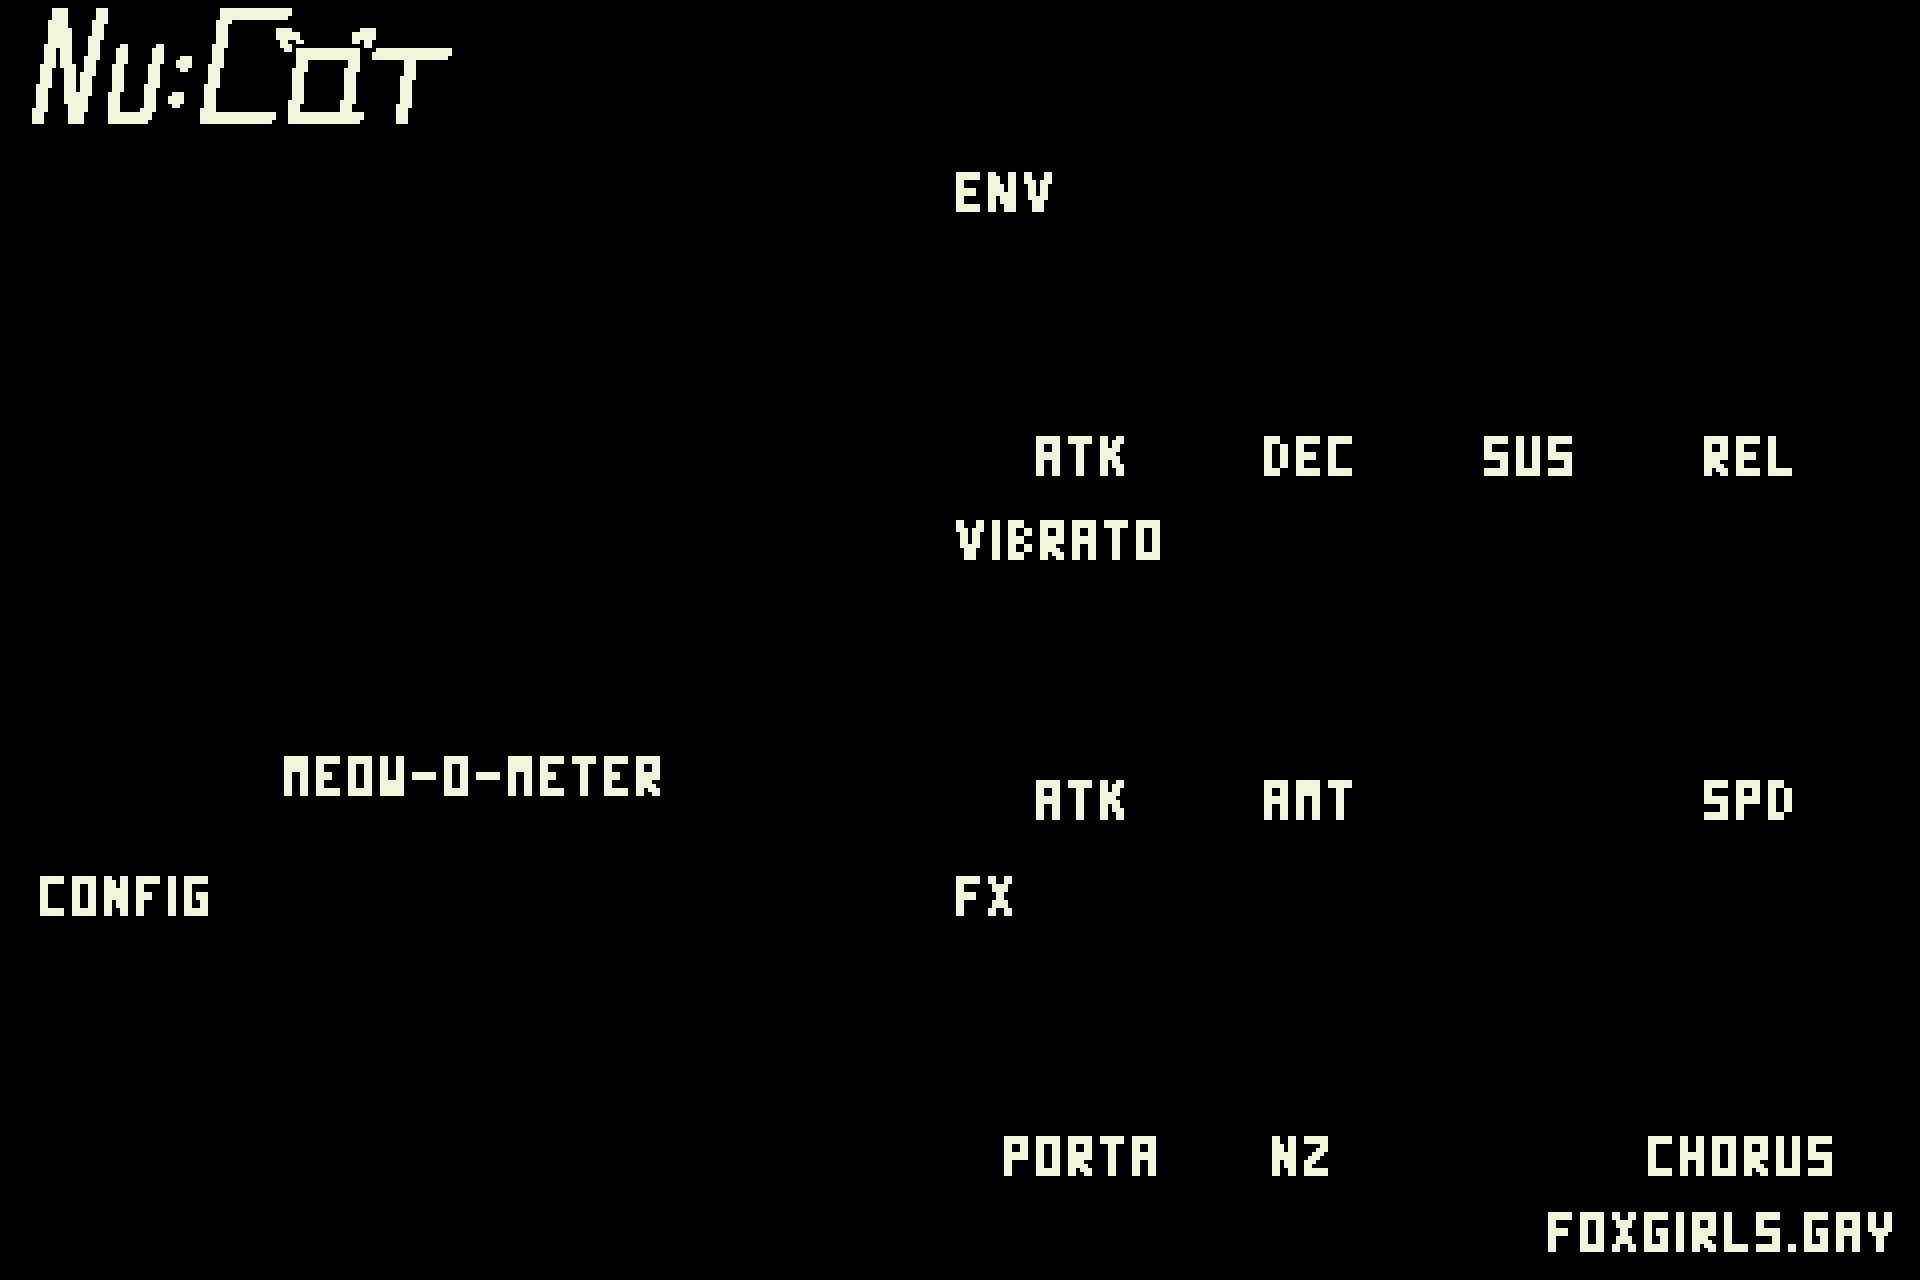 Nu:Cat
ENV
ATK DEC SUS REL
VIBRATO
MEOW-O-METER
ATK AMT SPD
CONFIG
FX
PORTA NZ CHORUS
FOXGIRLS.GAY